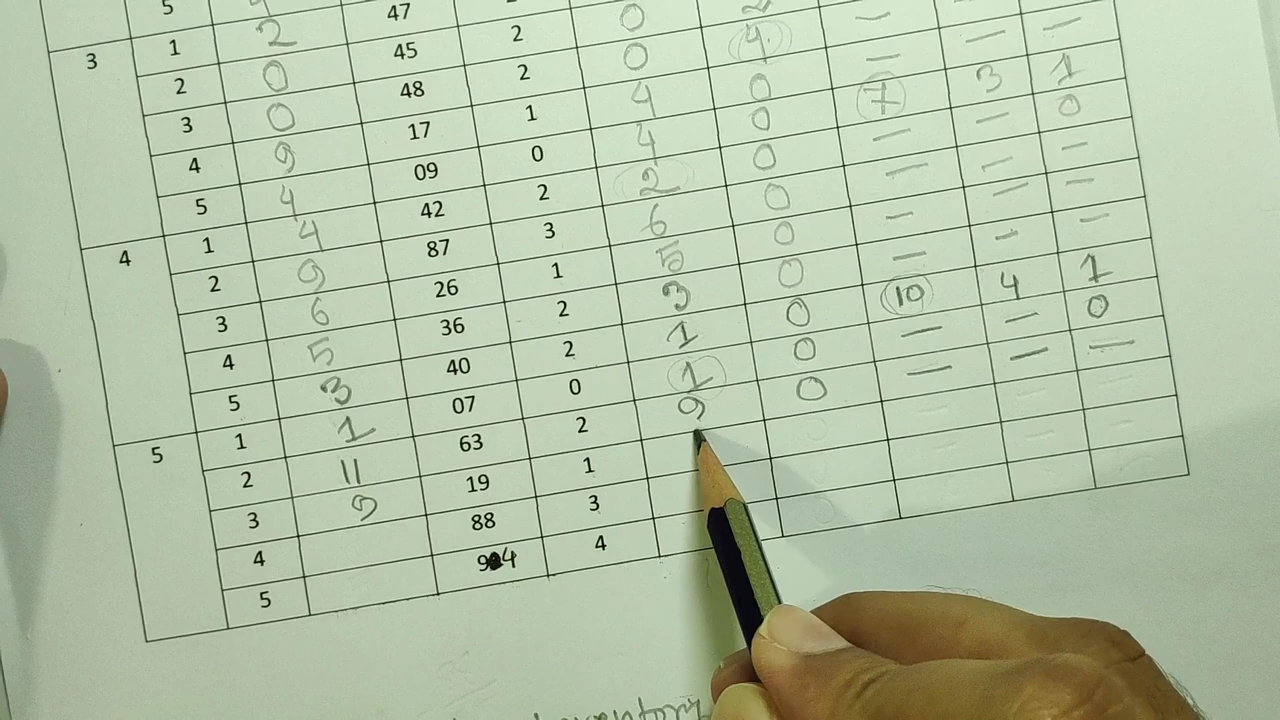 5
3 1 2 47
2 0 45 2 0 2
3 0 48 2 0 4 —
4 9 17 1 4 0 — — —
5 4 09 0 4 0 7 3 1
4 1 4 42 2 2 0 — — 0
2 9 87 3 6 0 — — —
3 6 26 1 5 0 — — —
4 5 36 2 3 0 — — —
5 3 40 2 1 0 10 4 1
5 1 1 07 0 1 0 — — 0
2 11 63 2 9 0 — — —
3 9 19 1
4 88 3
5 94 4